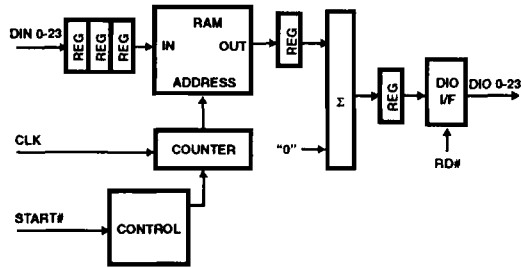 DIN 0-23
REG
REG
REG
IN
RAM
OUT
ADDRESS
REG
"0"
Σ
REG
DIO
I/F
DIO 0-23
RD#
CLK
COUNTER
START#
CONTROL